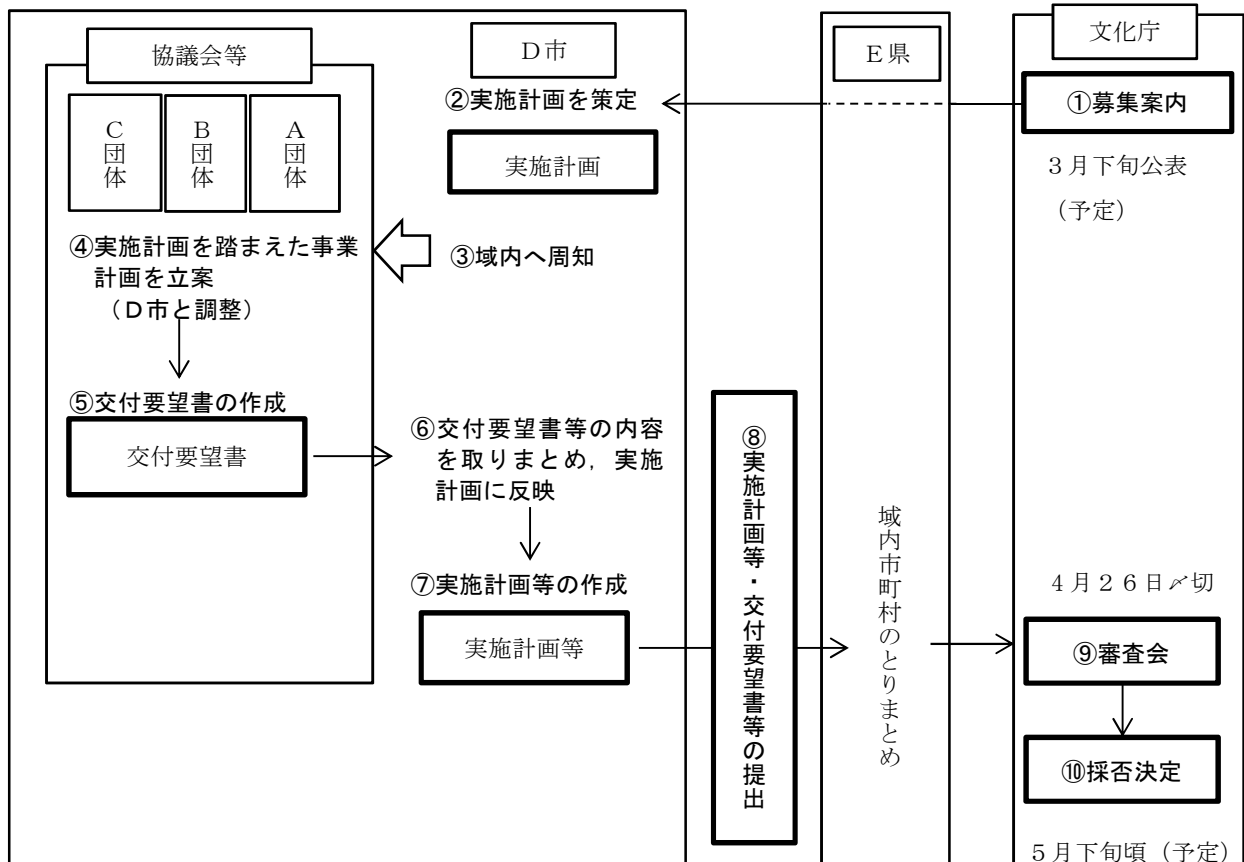 協議会等
D市
E県
文化庁
②実施計画を策定
①募集案内
C団体
B団体
A団体
実施計画
3月下旬公表
（予定）
④実施計画を踏まえた事業
計画を立案
（D市と調整）
③域内へ周知
⑤交付要望書の作成
交付要望書
⑥交付要望書等の内容
を取りまとめ，実施
計画に反映
⑦実施計画等の作成
実施計画等
⑧実施計画等・交付要望書等の提出
域内市町村のとりまとめ
4月26日〆切
⑨審査会
⑩採否決定
5月下旬頃（予定）